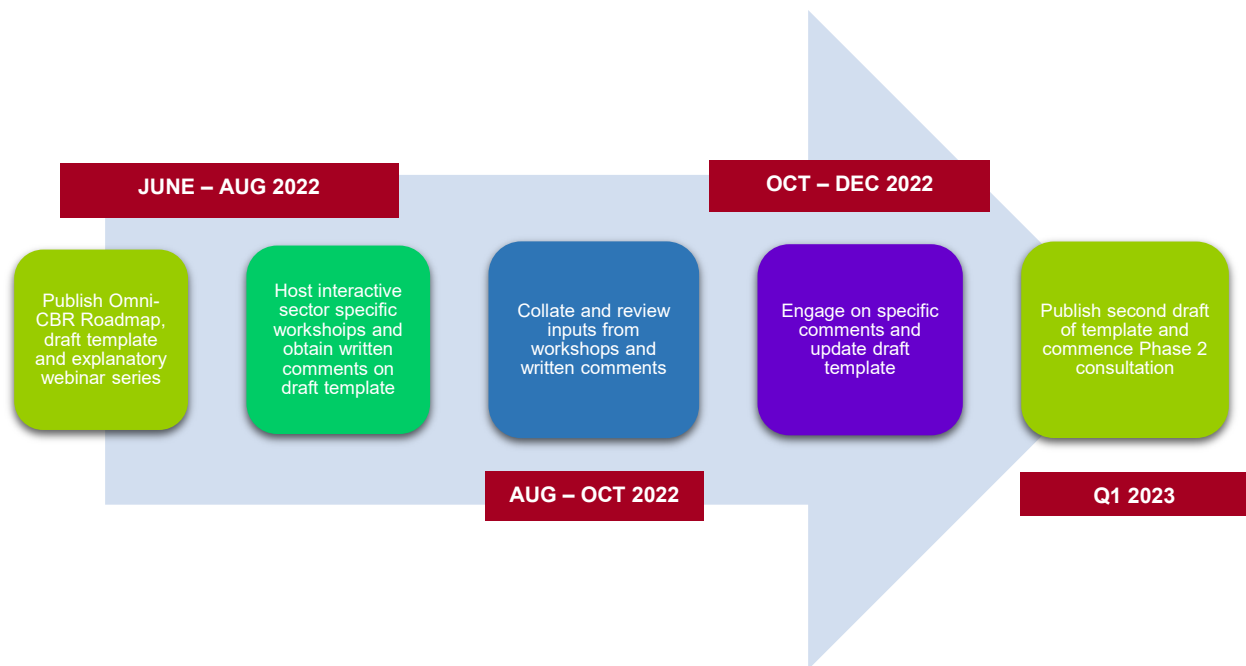 JUNE – AUG 2022
OCT – DEC 2022
Publish Omni-
CBR Roadmap,
draft template
and explanatory
webinar series
Host interactive
sector specific
workshoips and
obtain written
comments on
draft template
Collate and review
inputs from
workshops and
written comments
Engage on specific
comments and
update draft
template
Publish second draft
of template and
commence Phase 2
consultation
AUG – OCT 2022
Q1 2023